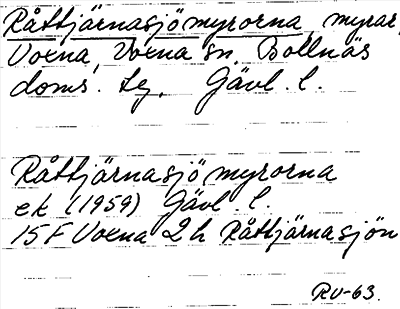 Råttjärnasjömyrorna, myrar,
Voxna, Voxna sn, Bollnäs
doms. tg, Gävl. l.
Råttjärnasjömyrorna
ek (1959) Gävl. l.
15 F Voxna 2 h Råttjärnasjön
RV-63.